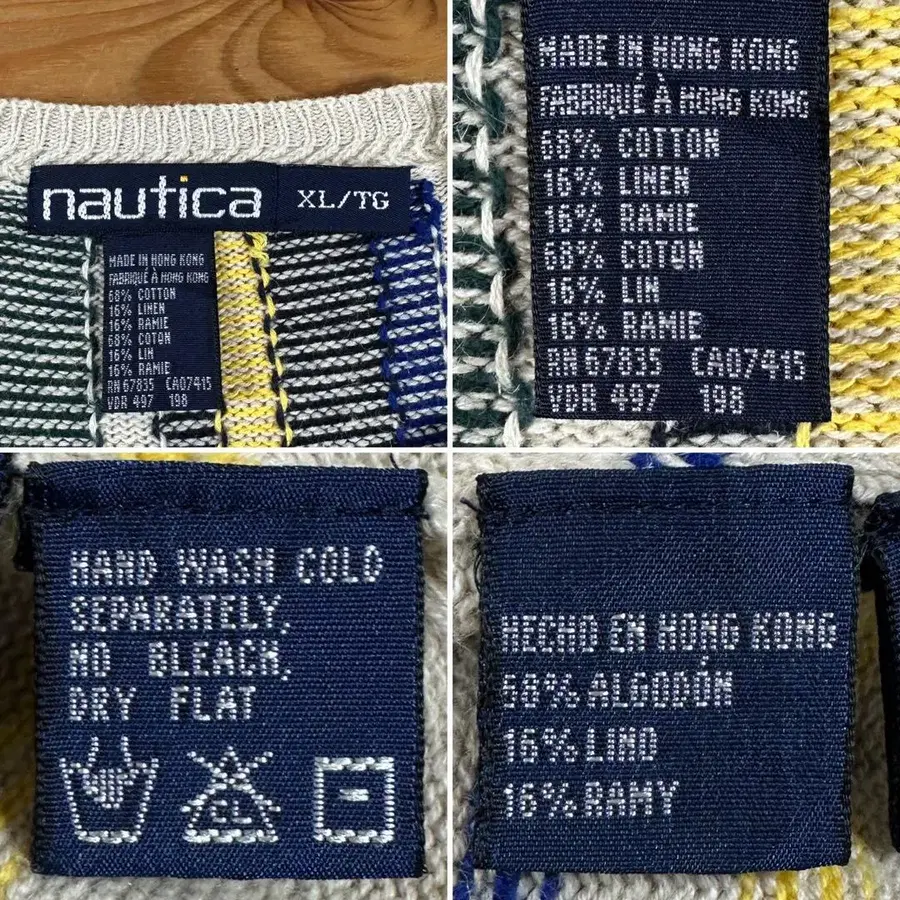 nautica XL/TG
MADE IN HONG KONG
FABRIQUÉ À HONG KONG
68% COTTON
16% LINEN
16% RAMIE
68% COTON
16% LIN
16% RAMIE
RN 67835 CA07415
VDR 497 198
MADE IN HONG KONG
FABRIQUÉ À HONG KONG
68% COTTON
16% LINEN
16% RAMIE
68% COTON
16% LIN
16% RAMIE
RN 67835 CA07415
VDR 497 198
HAND WASH COLD
SEPARATELY,
NO BLEACH,
DRY FLAT
CL
HECHO EN HONG KONG
68% ALGODÓN
16% LINO
16% RAMY